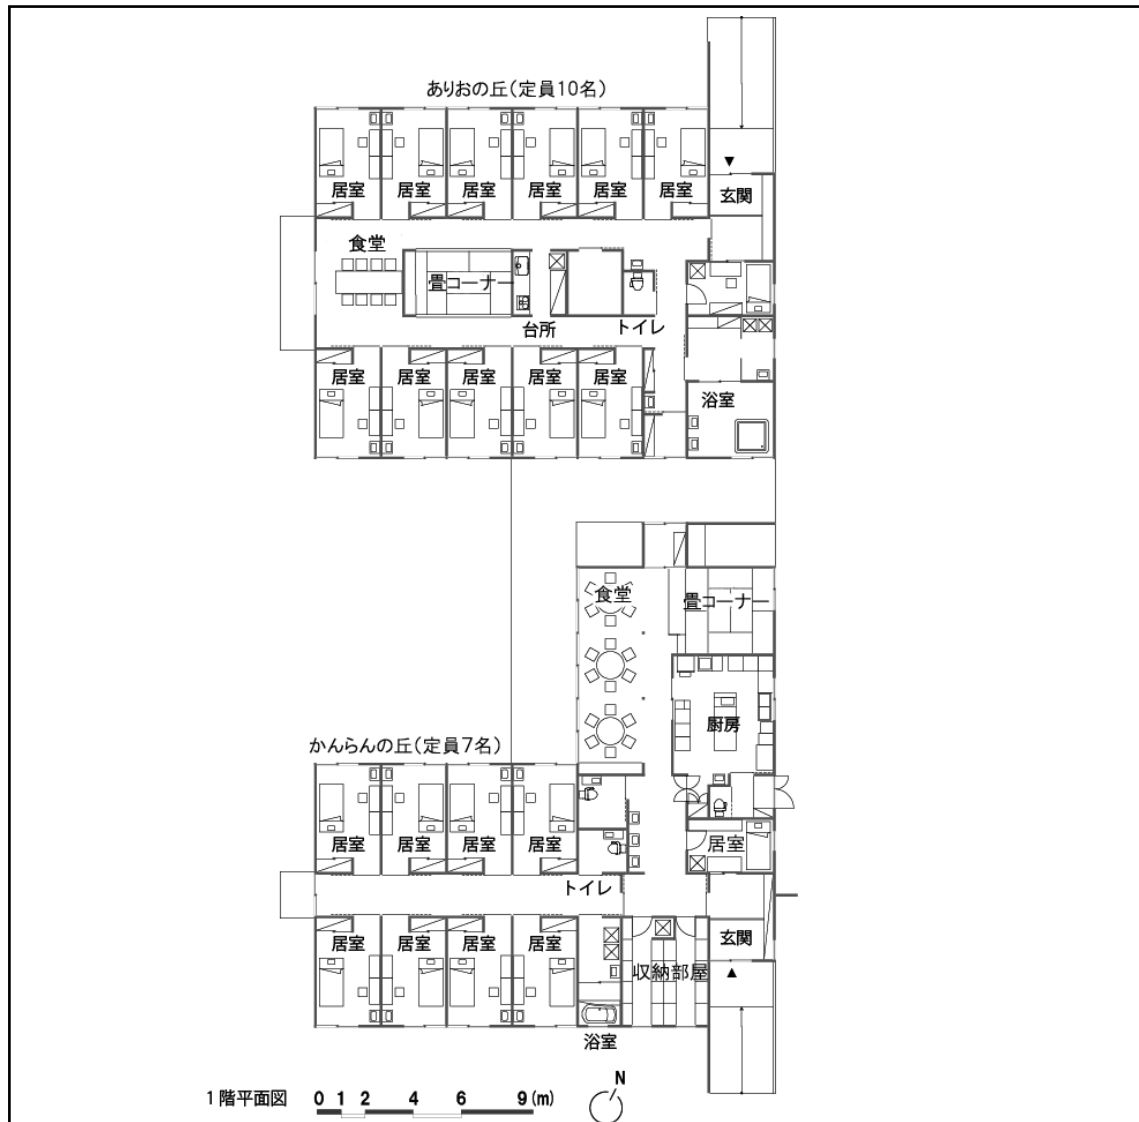 ありおの丘(定員10名)
居室 居室 居室 居室 居室 居室
玄関
食堂
畳コーナー
台所
トイレ
居室 居室 居室 居室 居室
浴室
食堂
畳コーナー
厨房
かんらんの丘(定員7名)
居室 居室 居室 居室
居室
トイレ
居室 居室 居室 居室
玄関
収納部屋
浴室
1階平面図 0 1 2 4 6 9 (m)
N